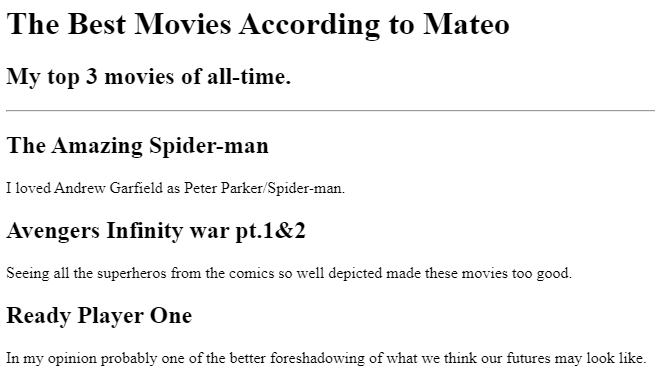 The Best Movies According to Mateo
My top 3 movies of all-time.
The Amazing Spider-man
I loved Andrew Garfield as Peter Parker/Spider-man.
Avengers Infinity war pt.1&2
Seeing all the superheros from the comics so well depicted made these movies too good.
Ready Player One
In my opinion probably one of the better foreshadowing of what we think our futures may look like.